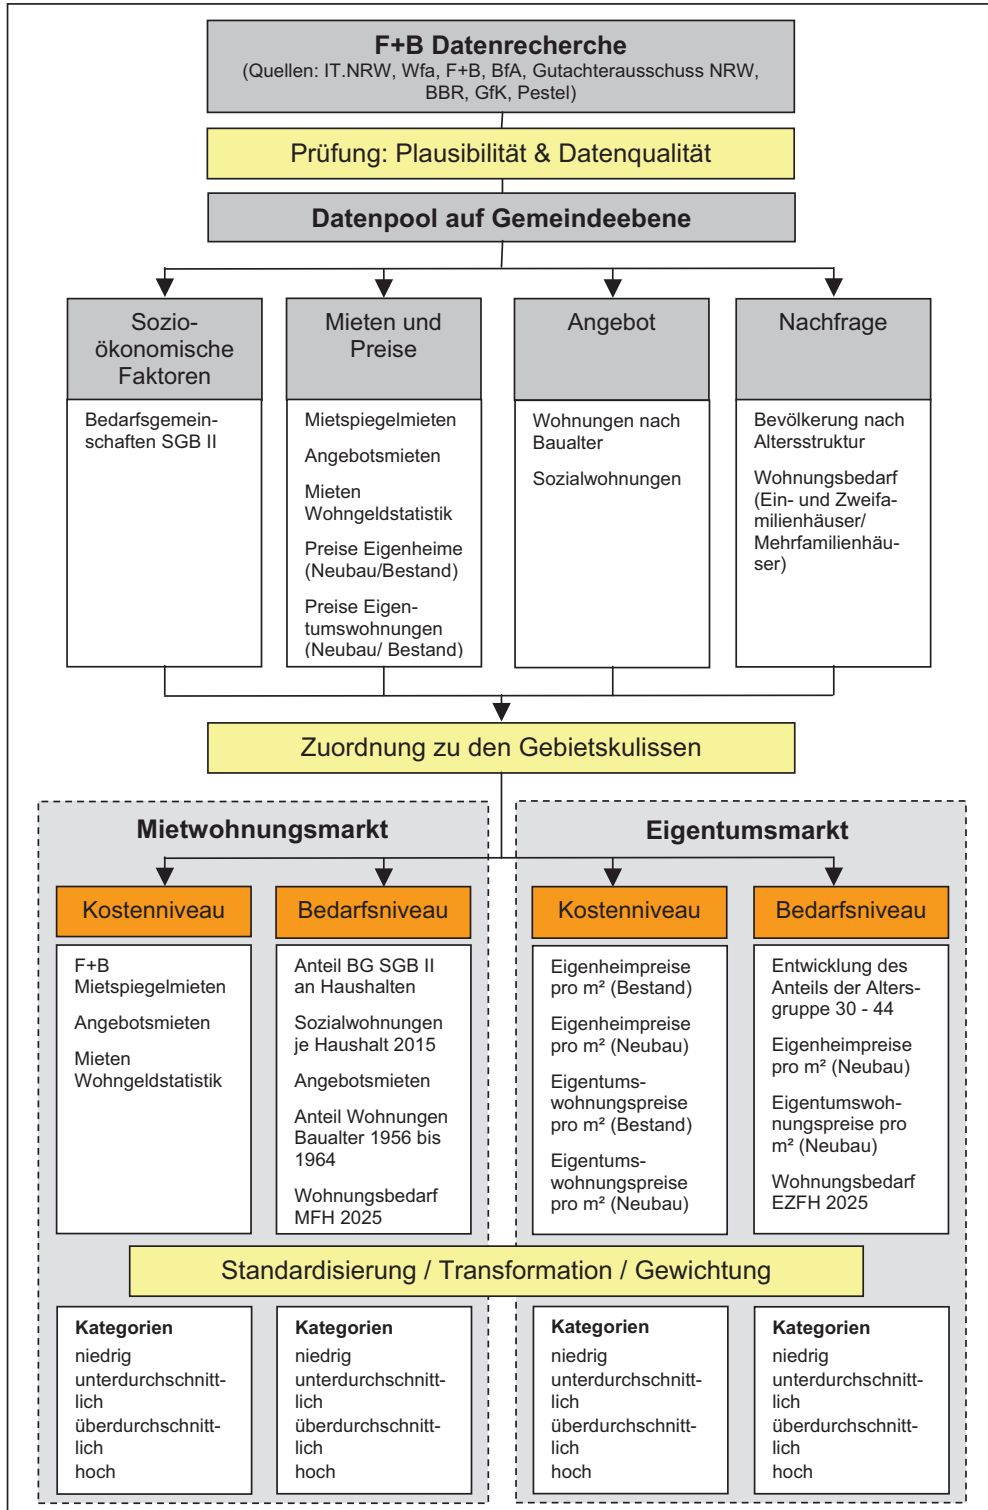 F+B Datenrecherche
(Quellen: IT.NRW, Wfa, F+B, BfA, Gutachterausschuss NRW,
BBR, GfK, Pestel)
Prüfung: Plausibilität & Datenqualität
Datenpool auf Gemeindeebene
Sozio-
ökonomische
Faktoren
Bedarfsgemein-
schaften SGB II
Mieten und
Preise
Mietspiegelmieten
Angebotsmieten
Mieten
Wohngeldstatistik
Preise Eigenheime
(Neubau/Bestand)
Preise Eigen-
tumswohnungen
(Neubau/ Bestand)
Angebot
Wohnungen nach
Baualter
Sozialwohnungen
Nachfrage
Bevölkerung nach
Altersstruktur
Wohnungsbedarf
(Ein- und Zweifa-
milienhäuser/
Mehrfamilienhäu-
ser)
Zuordnung zu den Gebietskulissen
Mietwohnungsmarkt
Kostenniveau
F+B
Mietspiegelmieten
Angebotsmieten
Mieten
Wohngeldstatistik
Bedarfsniveau
Anteil BG SGB II
an Haushalten
Sozialwohnungen
je Haushalt 2015
Angebotsmieten
Anteil Wohnungen
Baualter 1956 bis
1964
Wohnungsbedarf
MFH 2025
Eigentumsmarkt
Kostenniveau
Eigenheimpreise
pro m² (Bestand)
Eigenheimpreise
pro m² (Neubau)
Eigentums-
wohnungspreise
pro m² (Bestand)
Eigentums-
wohnungspreise
pro m² (Neubau)
Bedarfsniveau
Entwicklung des
Anteils der Alters-
gruppe 30 - 44
Eigenheimpreise
pro m² (Neubau)
Eigentumswoh-
nungspreise pro
m² (Neubau)
Wohnungsbedarf
EZFH 2025
Standardisierung / Transformation / Gewichtung
Kategorien
niedrig
unterdurchschnitt-
lich
überdurchschnitt-
lich
hoch
Kategorien
niedrig
unterdurchschnitt-
lich
überdurchschnitt-
lich
hoch
Kategorien
niedrig
unterdurchschnitt-
lich
überdurchschnitt-
lich
hoch
Kategorien
niedrig
unterdurchschnitt-
lich
überdurchschnitt-
lich
hoch